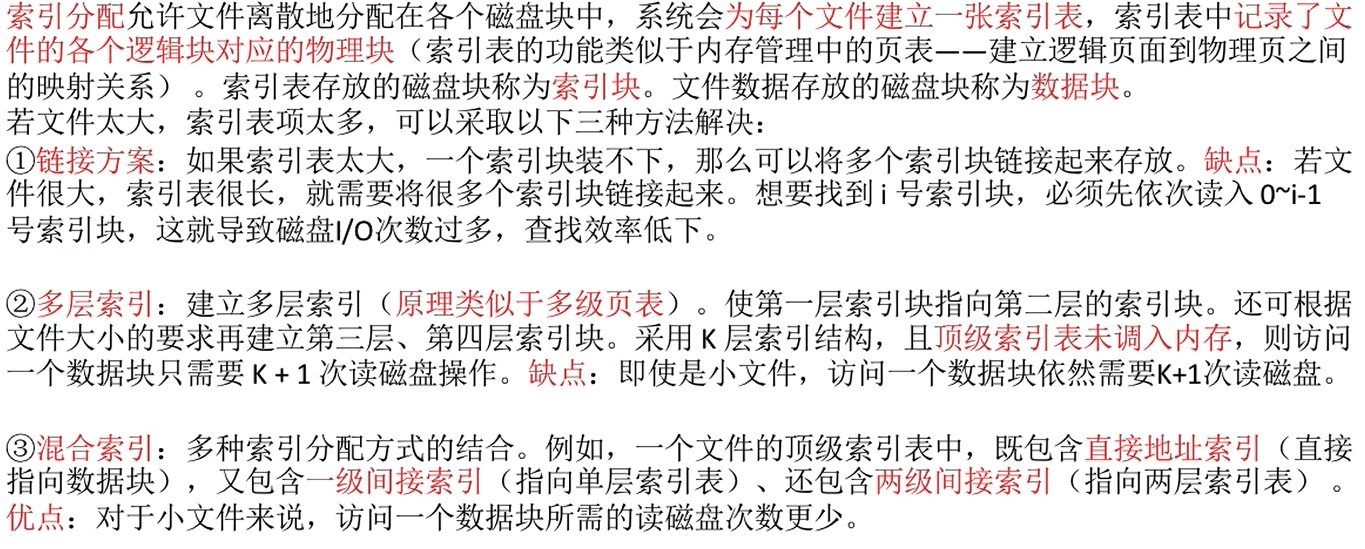 索引分配允许文件离散地分配在各个磁盘块中，系统会为每个文件建立一张索引表，索引表中记录了文
件的各个逻辑块对应的物理块（索引表的功能类似于内存管理中的页表——建立逻辑页面到物理页之间
的映射关系）。索引表存放的磁盘块称为索引块。文件数据存放的磁盘块称为数据块。
若文件太大，索引表项太多，可以采取以下三种方法解决：
①链接方案：如果索引表太大，一个索引块装不下，那么可以将多个索引块链接起来存放。缺点：若文
件很大，索引表很长，就需要将很多个索引块链接起来。想要找到 i 号索引块，必须先依次读入 0~i-1
号索引块，这就导致磁盘I/O次数过多，查找效率低下。
②多层索引：建立多层索引（原理类似于多级页表）。使第一层索引块指向第二层的索引块。还可根据
文件大小的要求再建立第三层、第四层索引块。采用 K 层索引结构，且顶级索引表未调入内存，则访问
一个数据块只需要 K + 1 次读磁盘操作。缺点：即使是小文件，访问一个数据块依然需要K+1次读磁盘。
③混合索引：多种索引分配方式的结合。例如，一个文件的顶级索引表中，既包含直接地址索引（直接
指向数据块），又包含一级间接索引（指向单层索引表）、还包含两级间接索引（指向两层索引表）。
优点：对于小文件来说，访问一个数据块所需的读磁盘次数更少。